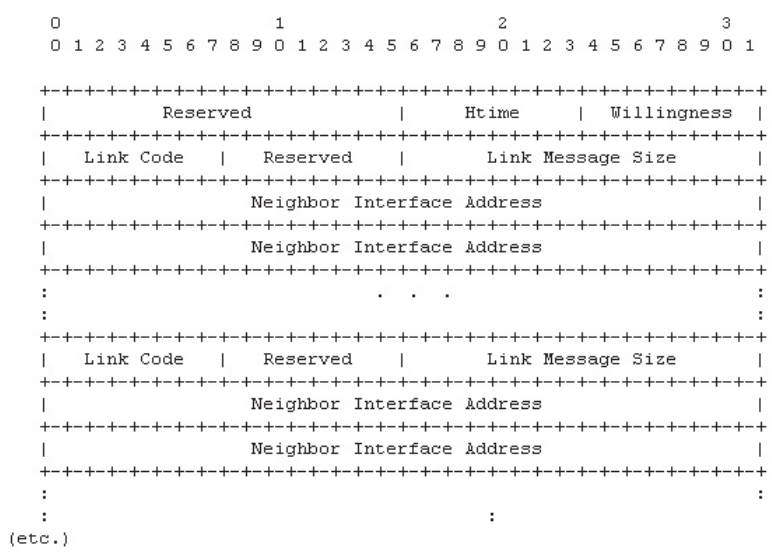 0                   1                   2                   3
0 1 2 3 4 5 6 7 8 9 0 1 2 3 4 5 6 7 8 9 0 1 2 3 4 5 6 7 8 9 0 1
+-+-+-+-+-+-+-+-+-+-+-+-+-+-+-+-+-+-+-+-+-+-+-+-+-+-+-+-+-+-+-+-+
|          Reserved             |     Htime     |  Willingness  |
+-+-+-+-+-+-+-+-+-+-+-+-+-+-+-+-+-+-+-+-+-+-+-+-+-+-+-+-+-+-+-+-+
|   Link Code   |   Reserved    |       Link Message Size       |
+-+-+-+-+-+-+-+-+-+-+-+-+-+-+-+-+-+-+-+-+-+-+-+-+-+-+-+-+-+-+-+-+
|                  Neighbor Interface Address                   |
+-+-+-+-+-+-+-+-+-+-+-+-+-+-+-+-+-+-+-+-+-+-+-+-+-+-+-+-+-+-+-+-+
|                  Neighbor Interface Address                   |
+-+-+-+-+-+-+-+-+-+-+-+-+-+-+-+-+-+-+-+-+-+-+-+-+-+-+-+-+-+-+-+-+
:                             .  .  .                           :
:                                                               :
+-+-+-+-+-+-+-+-+-+-+-+-+-+-+-+-+-+-+-+-+-+-+-+-+-+-+-+-+-+-+-+-+
|   Link Code   |   Reserved    |       Link Message Size       |
+-+-+-+-+-+-+-+-+-+-+-+-+-+-+-+-+-+-+-+-+-+-+-+-+-+-+-+-+-+-+-+-+
|                  Neighbor Interface Address                   |
+-+-+-+-+-+-+-+-+-+-+-+-+-+-+-+-+-+-+-+-+-+-+-+-+-+-+-+-+-+-+-+-+
|                  Neighbor Interface Address                   |
+-+-+-+-+-+-+-+-+-+-+-+-+-+-+-+-+-+-+-+-+-+-+-+-+-+-+-+-+-+-+-+-+
:                                                               :
:                                       :
(etc.)